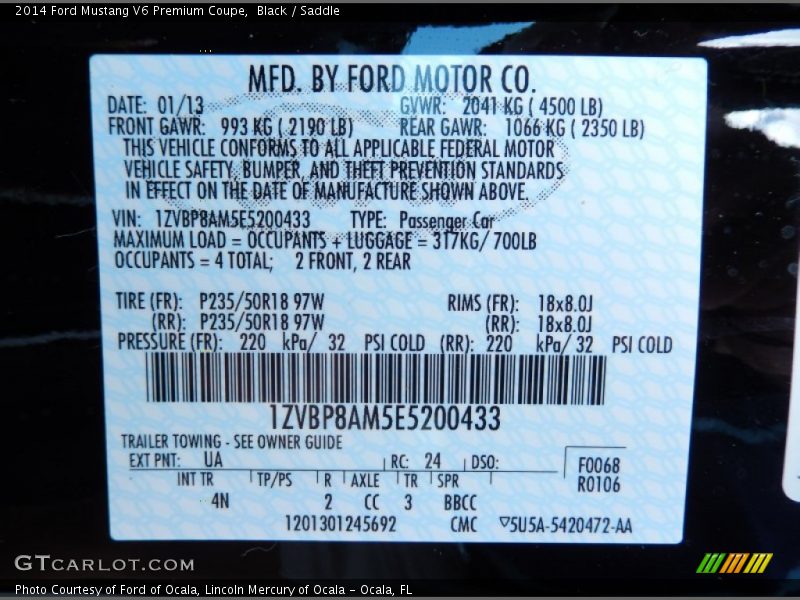 2014 Ford Mustang V6 Premium Coupe, Black / Saddle
MFD. BY FORD MOTOR CO.
DATE: 01/13 GVWR: 2041 KG ( 4500 LB)
FRONT GAWR: 993 KG ( 2190 LB) REAR GAWR: 1066 KG ( 2350 LB)
THIS VEHICLE CONFORMS TO ALL APPLICABLE FEDERAL MOTOR
VEHICLE SAFETY, BUMPER, AND THEFT PREVENTION STANDARDS
IN EFFECT ON THE DATE OF MANUFACTURE SHOWN ABOVE.
VIN: 1ZVBP8AM5E5200433 TYPE: Passenger Car
MAXIMUM LOAD = OCCUPANTS + LUGGAGE = 317KG/ 700LB
OCCUPANTS = 4 TOTAL; 2 FRONT, 2 REAR
TIRE (FR): P235/50R18 97W RIMS (FR): 18x8.0J
(RR): P235/50R18 97W (RR): 18x8.0J
PRESSURE (FR): 220 kPa/ 32 PSI COLD (RR): 220 kPa/ 32 PSI COLD
1ZVBP8AM5E5200433
TRAILER TOWING - SEE OWNER GUIDE
EXT PNT: UA RC: 24 DSO: F0068
INT TR TP/PS R AXLE TR SPR R0106
4N 2 CC 3 BBCC
1201301245692 CMC ▽5U5A-5420472-AA
GTCARLOT.COM
Photo Courtesy of Ford of Ocala, Lincoln Mercury of Ocala - Ocala, FL